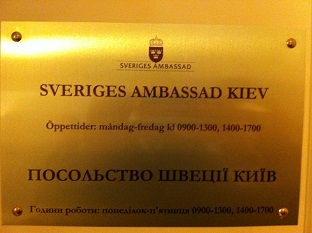 SVERIGES AMBASSAD
SVERIGES AMBASSAD KIEV
Öppettider: måndag-fredag kl 0900-1300, 1400-1700
ПОСОЛЬСТВО ШВЕЦІЇ КИЇВ
Години роботи: понеділок-п'ятниця 0900-1300, 1400-1700